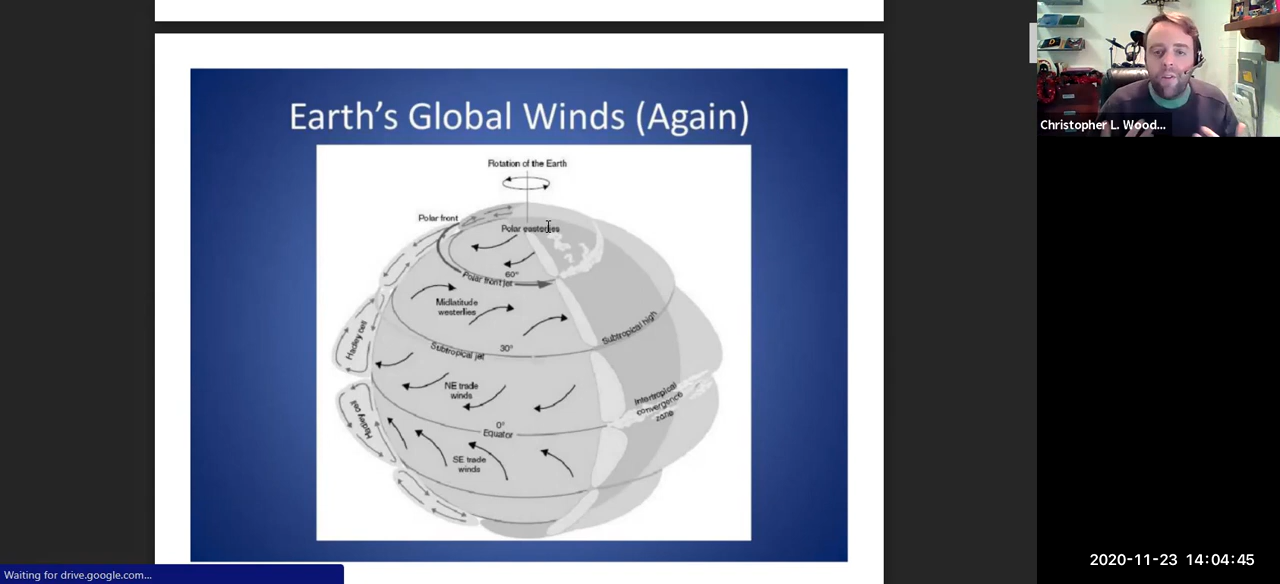 Earth's Global Winds (Again)
Rotation of the Earth
Polar front
Polar easterlies
60°
Polar front jet
Midlatitude
westerlies
Subtropical high
Hadley cell
30°
Subtropical jet
NE trade
winds
Intertropical
convergence
zone
Hadley cell
0°
Equator
SE trade
winds
Christopher L. Wood...
2020-11-23 14:04:45
Waiting for drive.google.com...